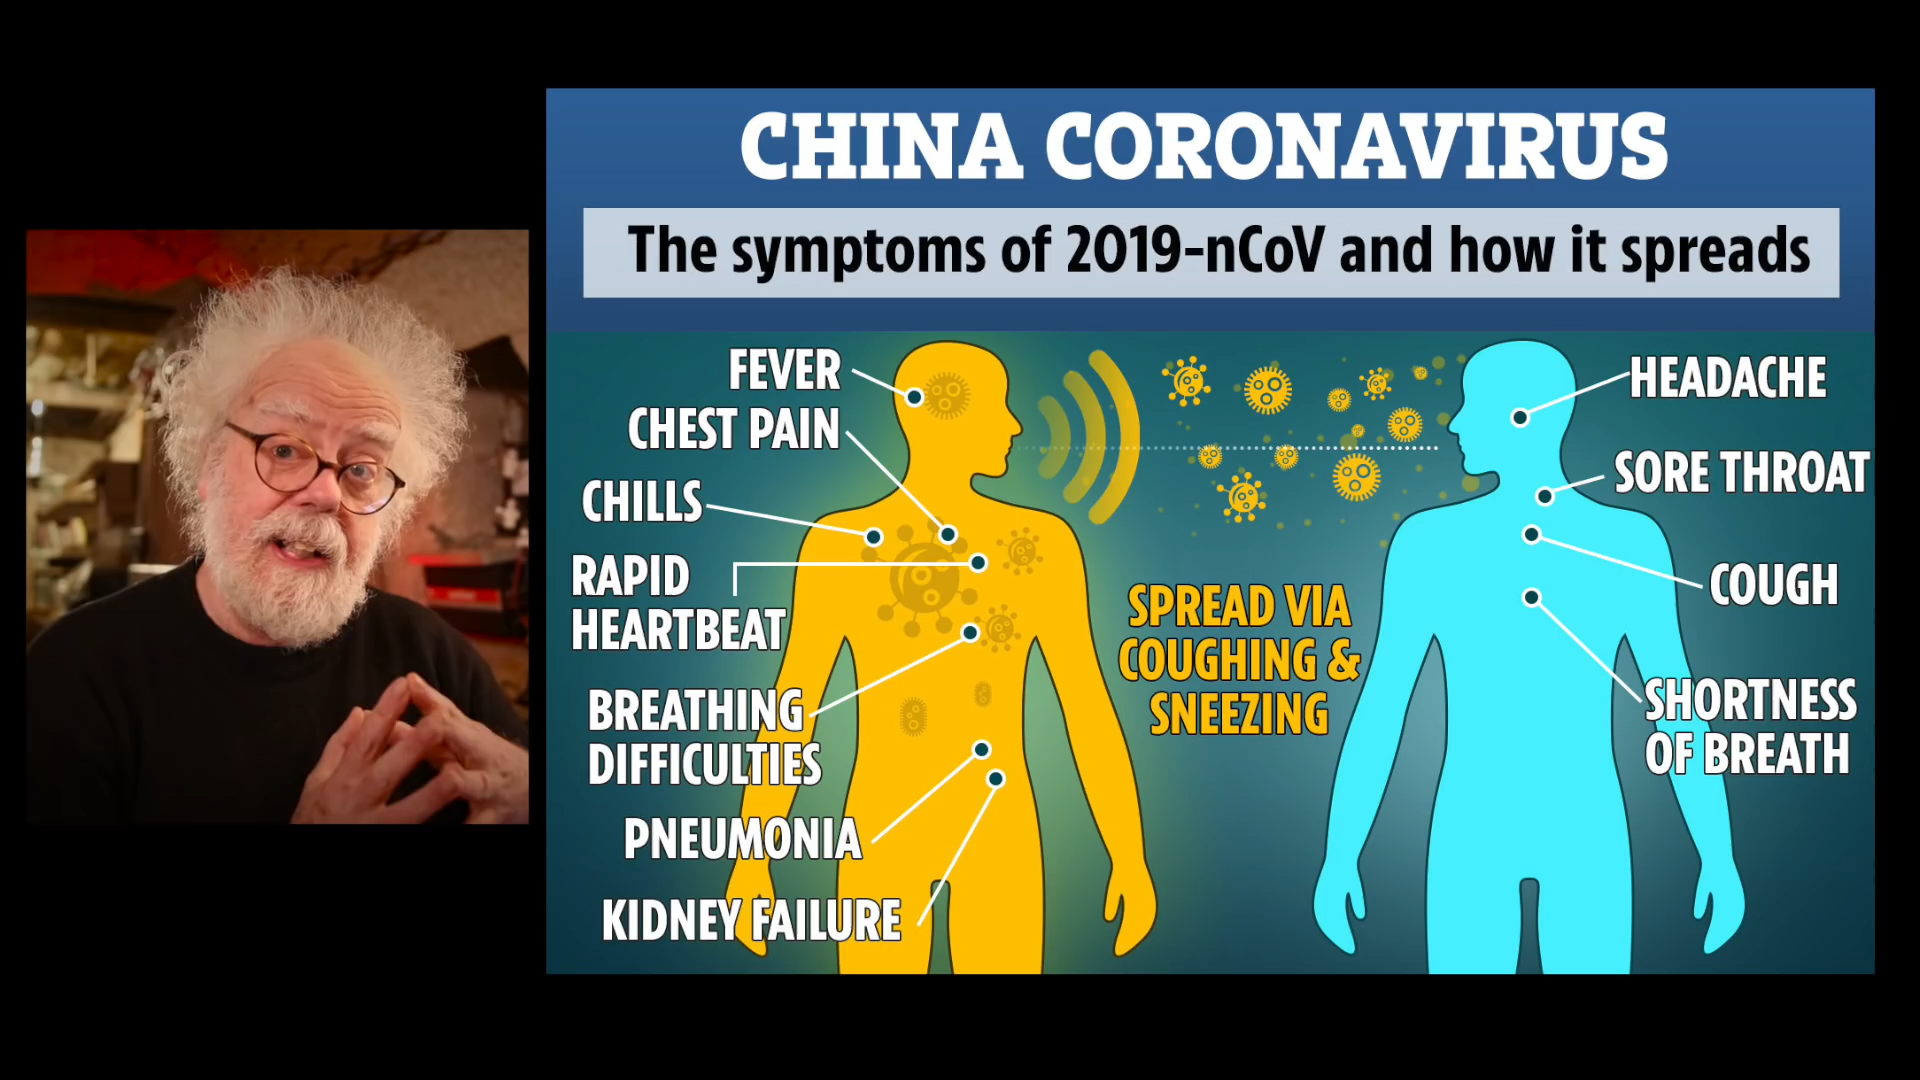 CHINA CORONAVIRUS
The symptoms of 2019-nCoV and how it spreads
FEVER
CHEST PAIN
CHILLS
RAPID
HEARTBEAT
BREATHING
DIFFICULTIES
PNEUMONIA
KIDNEY FAILURE
SPREAD VIA
COUGHING &
SNEEZING
HEADACHE
SORE THROAT
COUGH
SHORTNESS
OF BREATH